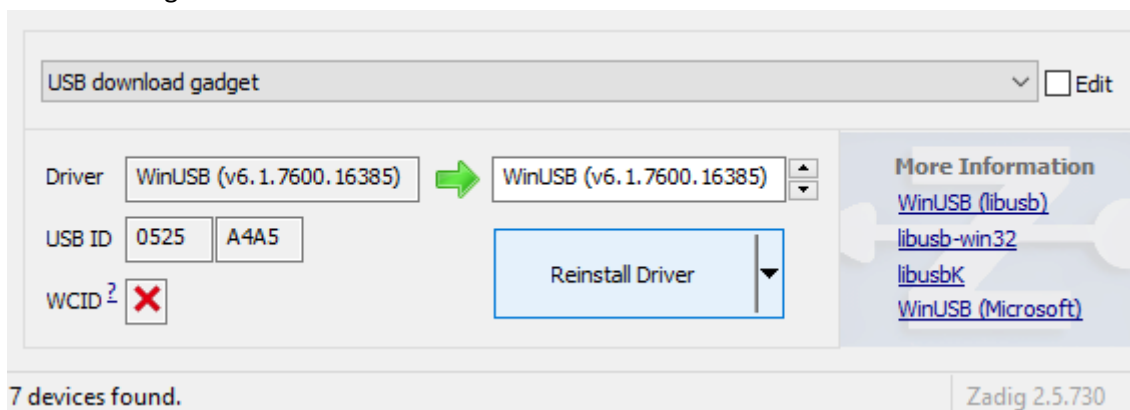 USB download gadget
Edit
Driver WinUSB (v6.1.7600.16385) WinUSB (v6.1.7600.16385)
USB ID 0525 A4A5
WCID ?
Reinstall Driver
More Information
WinUSB (libusb)
libusb-win32
libusbK
WinUSB (Microsoft)
7 devices found.
Zadig 2.5.730